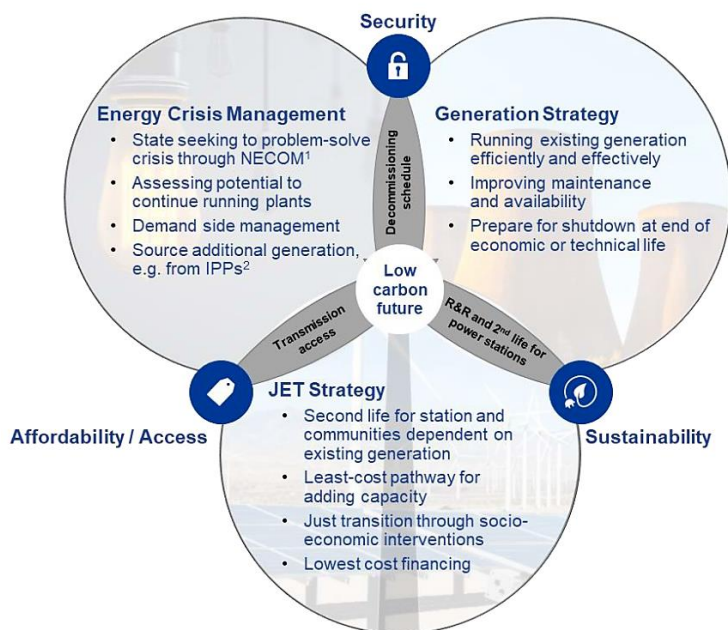 Security
Energy Crisis Management
• State seeking to problem-solve
crisis through NECOM¹
• Assessing potential to
continue running plants
• Demand side management
• Source additional generation,
e.g. from IPPs²
Generation Strategy
• Running existing generation
efficiently and effectively
• Improving maintenance
and availability
• Prepare for shutdown at end of
economic or technical life
Decommissioning
schedule
Low
carbon
future
Transmission
access
R&R and 2nd life for
power stations
Affordability / Access
Sustainability
JET Strategy
• Second life for station and
communities dependent on
existing generation
• Least-cost pathway for
adding capacity
• Just transition through socio-
economic interventions
• Lowest cost financing